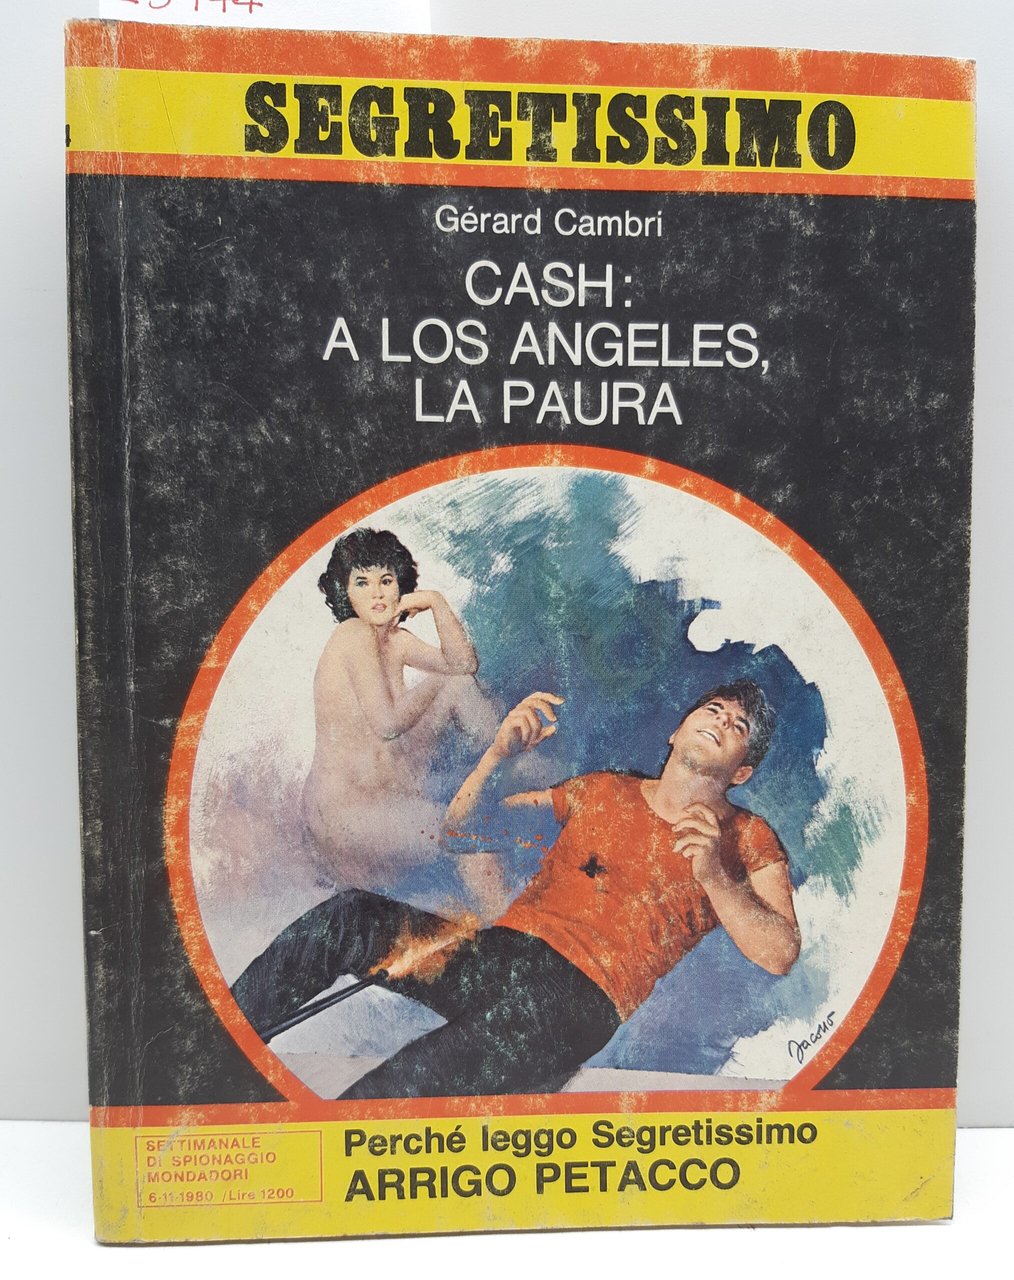 SEGRETISSIMO
Gérard Cambri
CASH:
A LOS ANGELES,
LA PAURA
Jacono
SETTIMANALE
DI SPIONAGGIO
MONDADORI
6-11-1980 / Lire 1200
Perché leggo Segretissimo
ARRIGO PETACCO